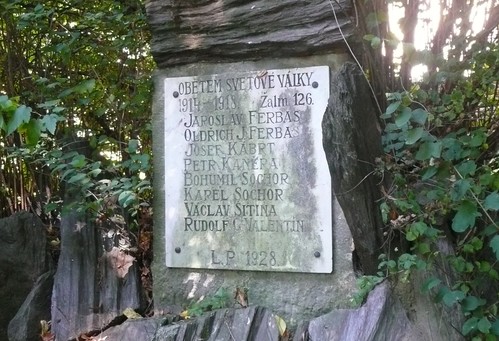 OBĚTEM SVĚTOVÉ VÁLKY
1914 - 1918. Žalm. 126.
JAROSLAV FERBAS
OLDŘICH J. FERBAS
JOSEF KÁBRT
PETR KAŇĚRA
BOHUMIL SOCHOR
KAREL SOCHOR
VÁCLAV ŠITINA
RUDOLF G. VALENTIN
L. P. 1928.